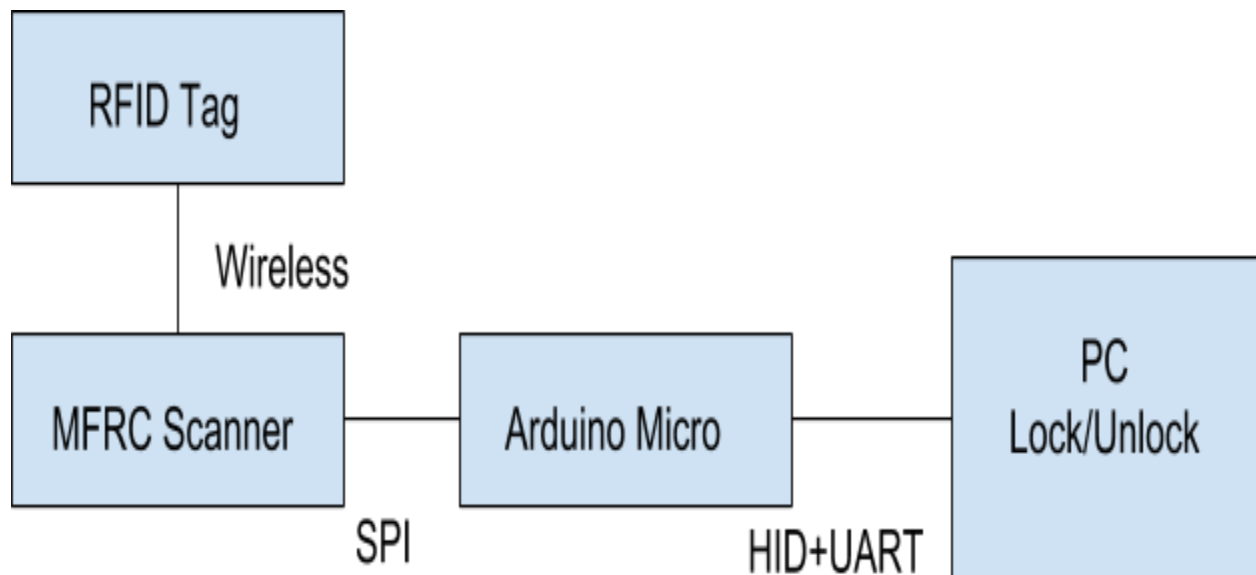 RFID Tag
Wireless
MFRC Scanner
SPI
Arduino Micro
HID+UART
PC
Lock/Unlock